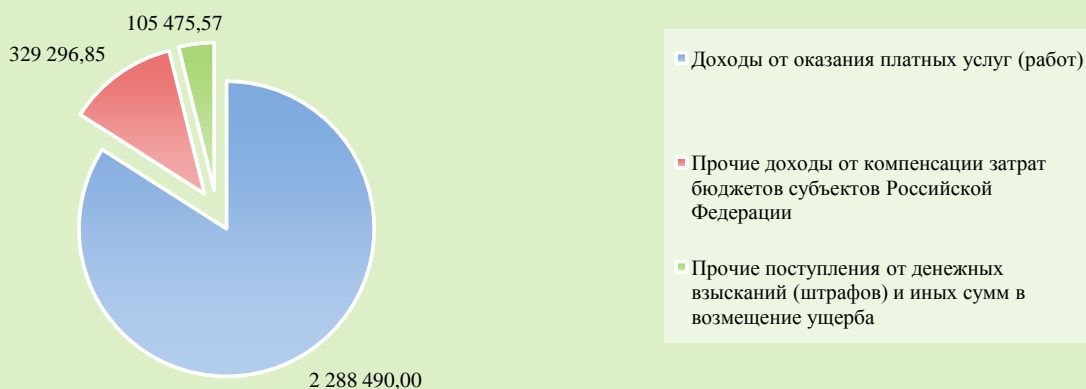 105 475,57
329 296,85
2 288 490,00
Доходы от оказания платных услуг (работ)
Прочие доходы от компенсации затрат
бюджетов субъектов Российской
Федерации
Прочие поступления от денежных
взысканий (штрафов) и иных сумм в
возмещение ущерба